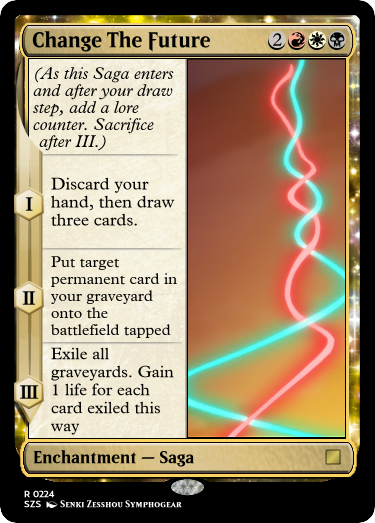 Change The Future 2
(As this Saga enters
and after your draw
step, add a lore
counter. Sacrifice
after III.)
I
Discard your
hand, then draw
three cards.
II
Put target
permanent card in
your graveyard
onto the
battlefield tapped
III
Exile all
graveyards. Gain
1 life for each
card exiled this
way
Enchantment — Saga
R 0224
SZS Senki Zesshou Symphogear